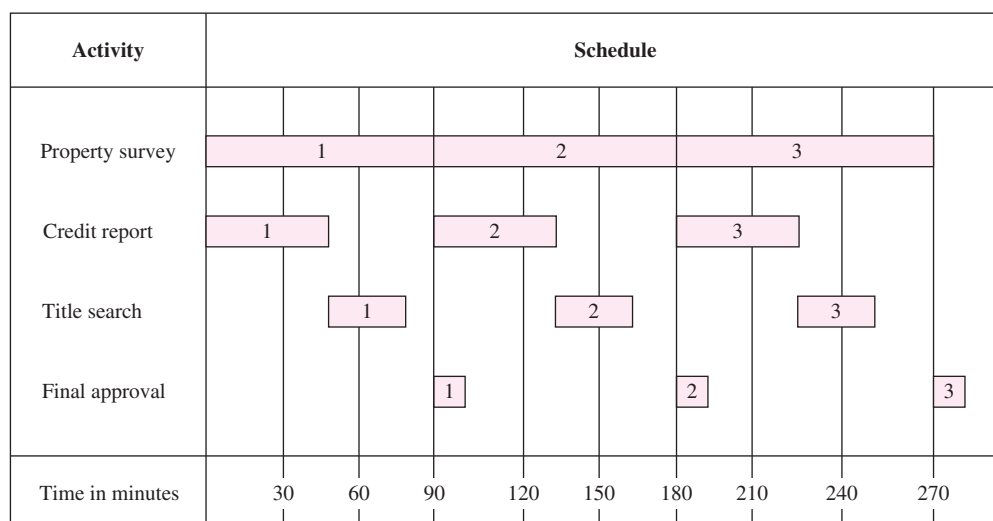 Activity Schedule
Property survey 1 2 3
Credit report 1 2 3
Title search 1 2 3
Final approval 1 2 3
Time in minutes 30 60 90 120 150 180 210 240 270